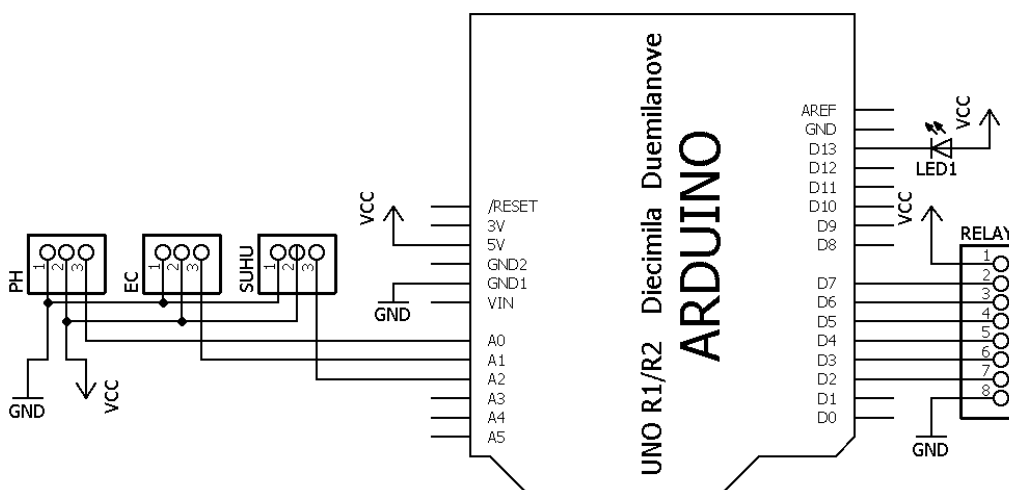 PH
1
2
3
EC
1
2
3
SUHU
1
2
3
GND
VCC
VCC
GND
/RESET
3V
5V
GND2
GND1
VIN
A0
A1
A2
A3
A4
A5
UNO R1/R2 Diecimila Duemilanove
ARDUINO
AREF
GND
D13
D12
D11
D10
D9
D8
D7
D6
D5
D4
D3
D2
D1
D0
LED1
VCC
VCC
RELAY
1
2
3
4
5
6
7
8
GND